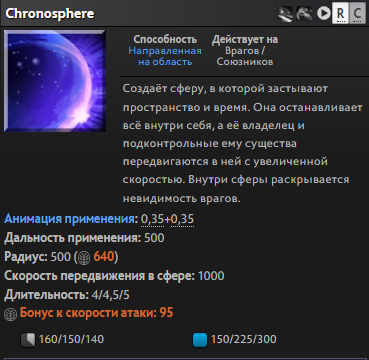 Chronosphere
R C
Способность
Направленная
на область
Действует на
Врагов /
Союзников
Создаёт сферу, в которой застывают
пространство и время. Она останавливает
всё внутри себя, а её владелец и
подконтрольные ему существа
передвигаются в ней с увеличенной
скоростью. Внутри сферы раскрывается
невидимость врагов.
Анимация применения: 0,35+0,35
Дальность применения: 500
Радиус: 500 ( 640)
Скорость передвижения в сфере: 1000
Длительность: 4/4,5/5
Бонус к скорости атаки: 95
160/150/140
150/225/300